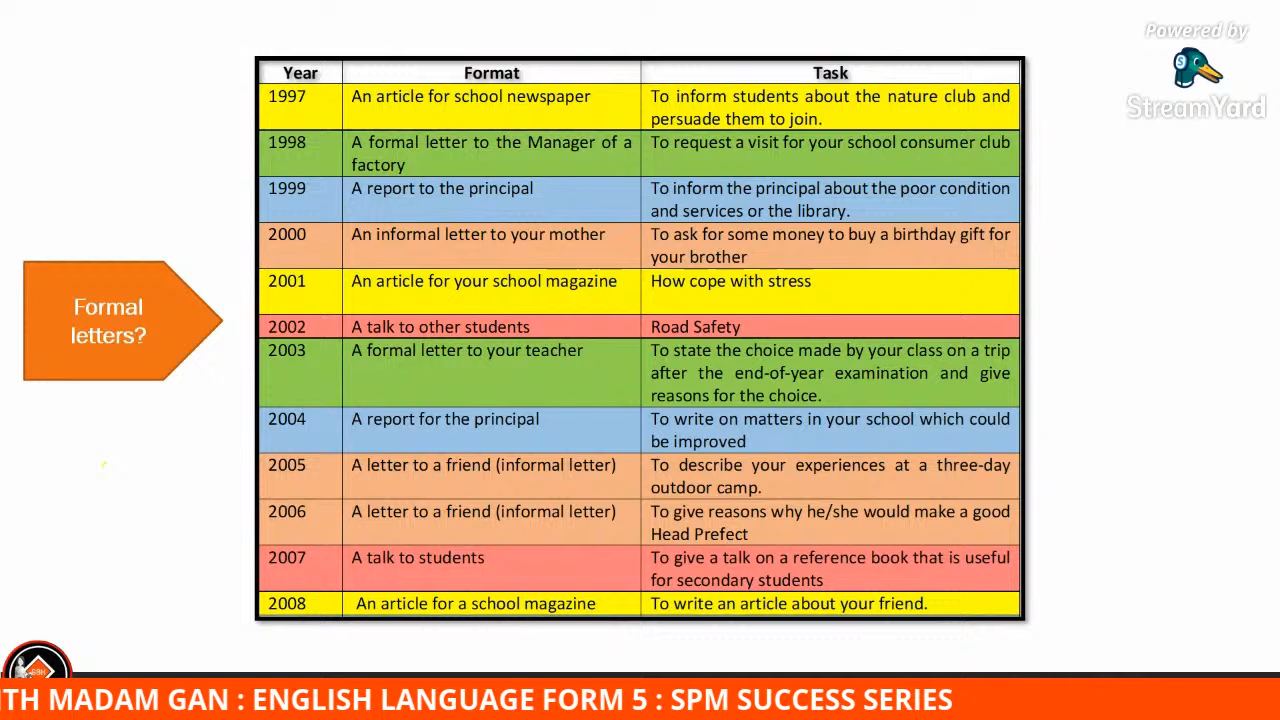 Powered by
StreamYard
Year Format Task
1997 An article for school newspaper To inform students about the nature club and
persuade them to join.
1998 A formal letter to the Manager of a To request a visit for your school consumer club
factory
1999 A report to the principal To inform the principal about the poor condition
and services or the library.
2000 An informal letter to your mother To ask for some money to buy a birthday gift for
your brother
2001 An article for your school magazine How cope with stress
Formal
letters?
2002 A talk to other students Road Safety
2003 A formal letter to your teacher To state the choice made by your class on a trip
after the end-of-year examination and give
reasons for the choice.
2004 A report for the principal To write on matters in your school which could
be improved
2005 A letter to a friend (informal letter) To describe your experiences at a three-day
outdoor camp.
2006 A letter to a friend (informal letter) To give reasons why he/she would make a good
Head Prefect
2007 A talk to students To give a talk on a reference book that is useful
for secondary students
2008 An article for a school magazine To write an article about your friend.
ITH MADAM GAN : ENGLISH LANGUAGE FORM 5 : SPM SUCCESS SERIES